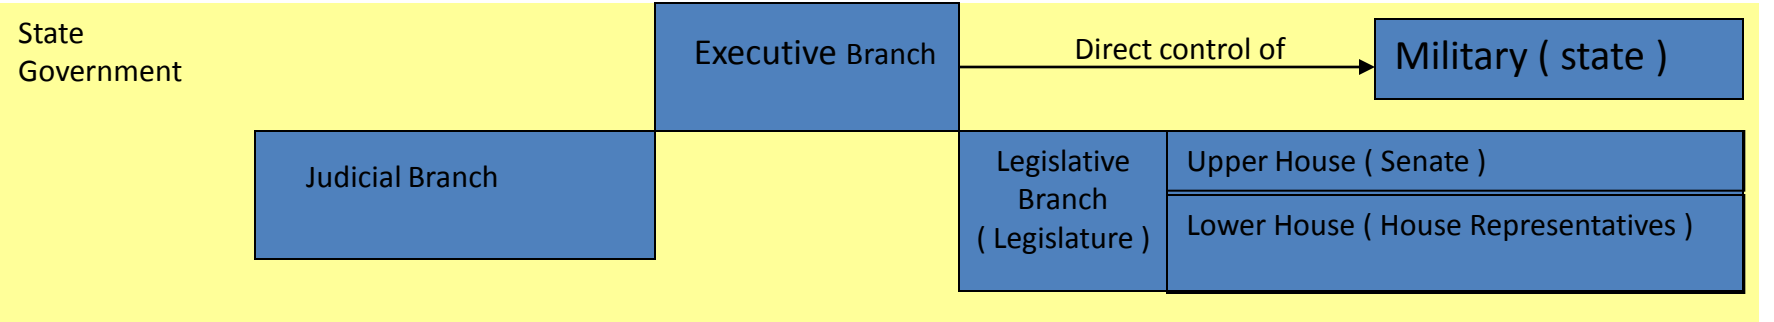 State
Government
Executive Branch
Direct control of
Military ( state )
Judicial Branch
Legislative
Branch
( Legislature )
Upper House ( Senate )
Lower House ( House Representatives )